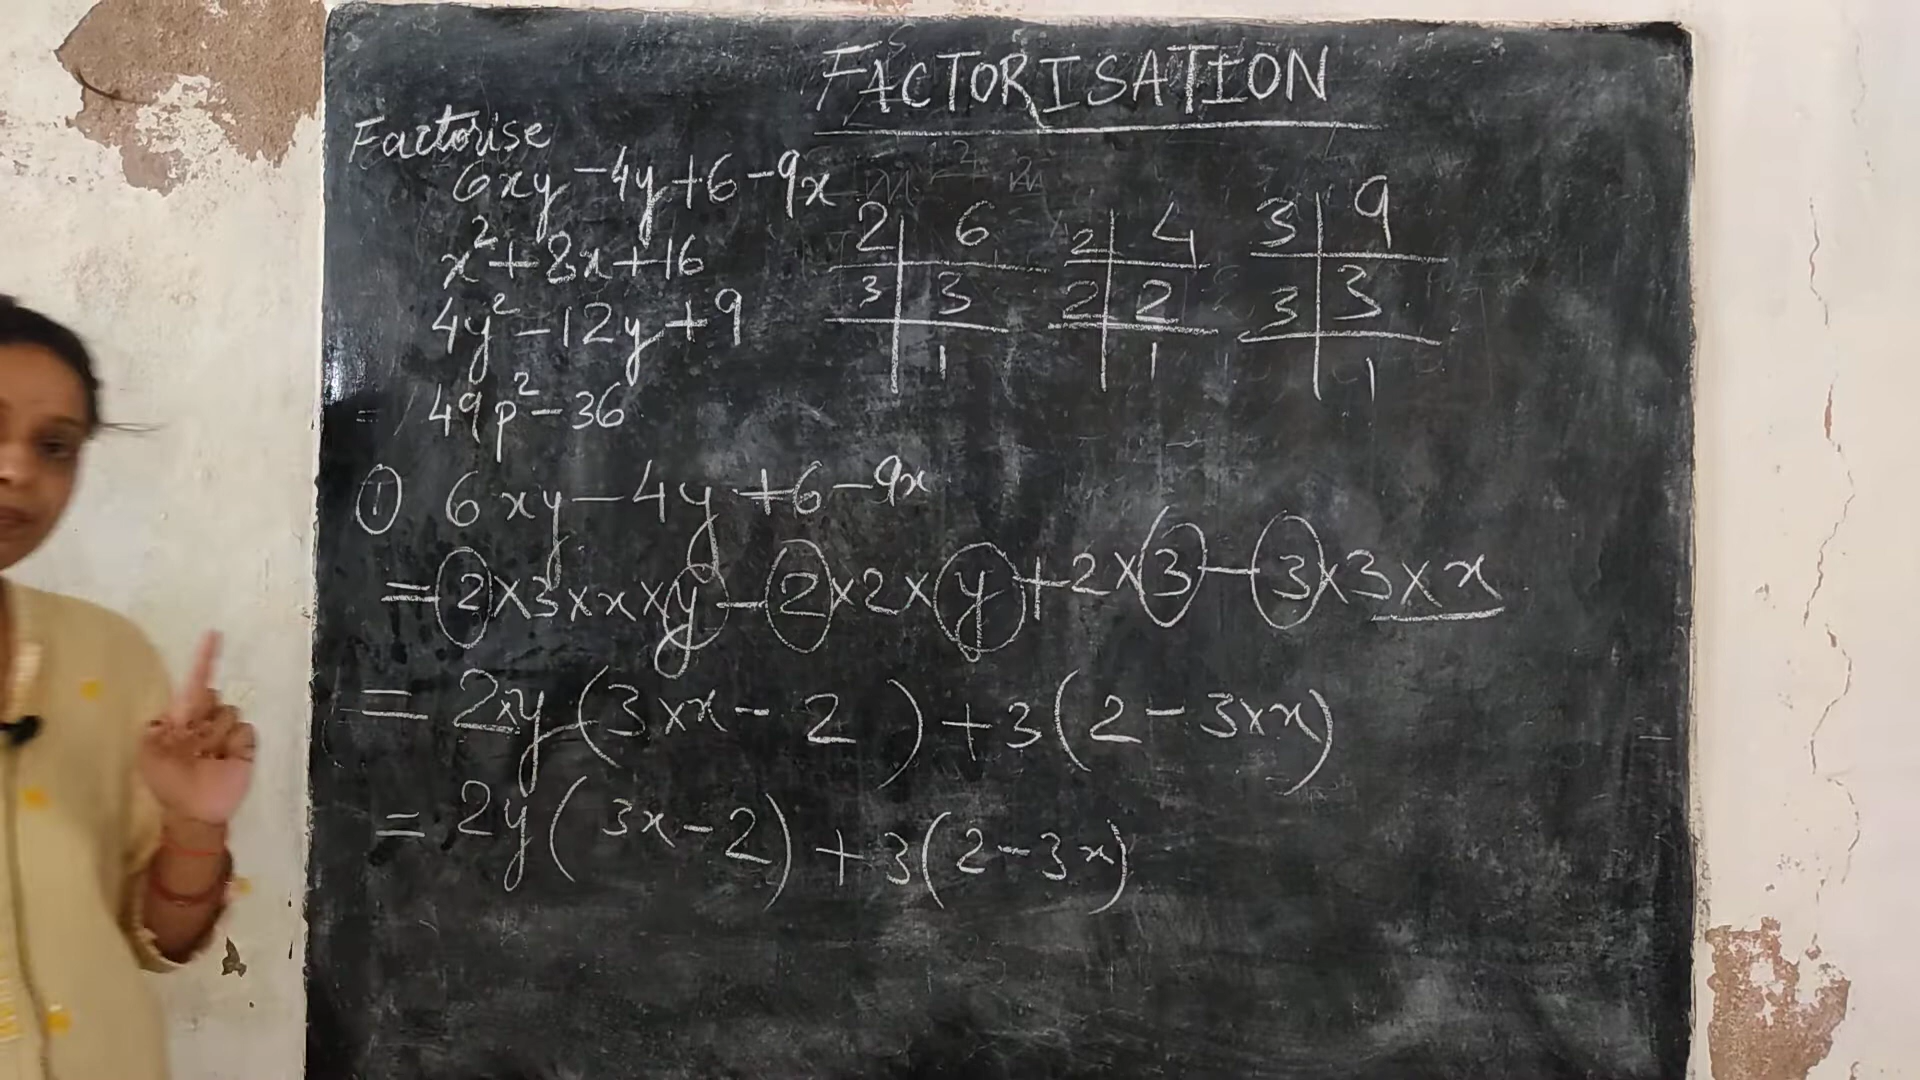 FACTORISATION
Factorise
6xy-4y+6-9x
x²+8x+16
4y²-12y+9
49p²-36
2 | 6
3 | 3
1
2 | 4
2 | 2
1
3 | 9
3 | 3
1
① 6xy-4y+6-9x
=2×3×x×y-2×2×y+2×3-3×3×x
= 2×y(3×x-2)+3(2-3×x)
= 2y(3x-2)+3(2-3x)